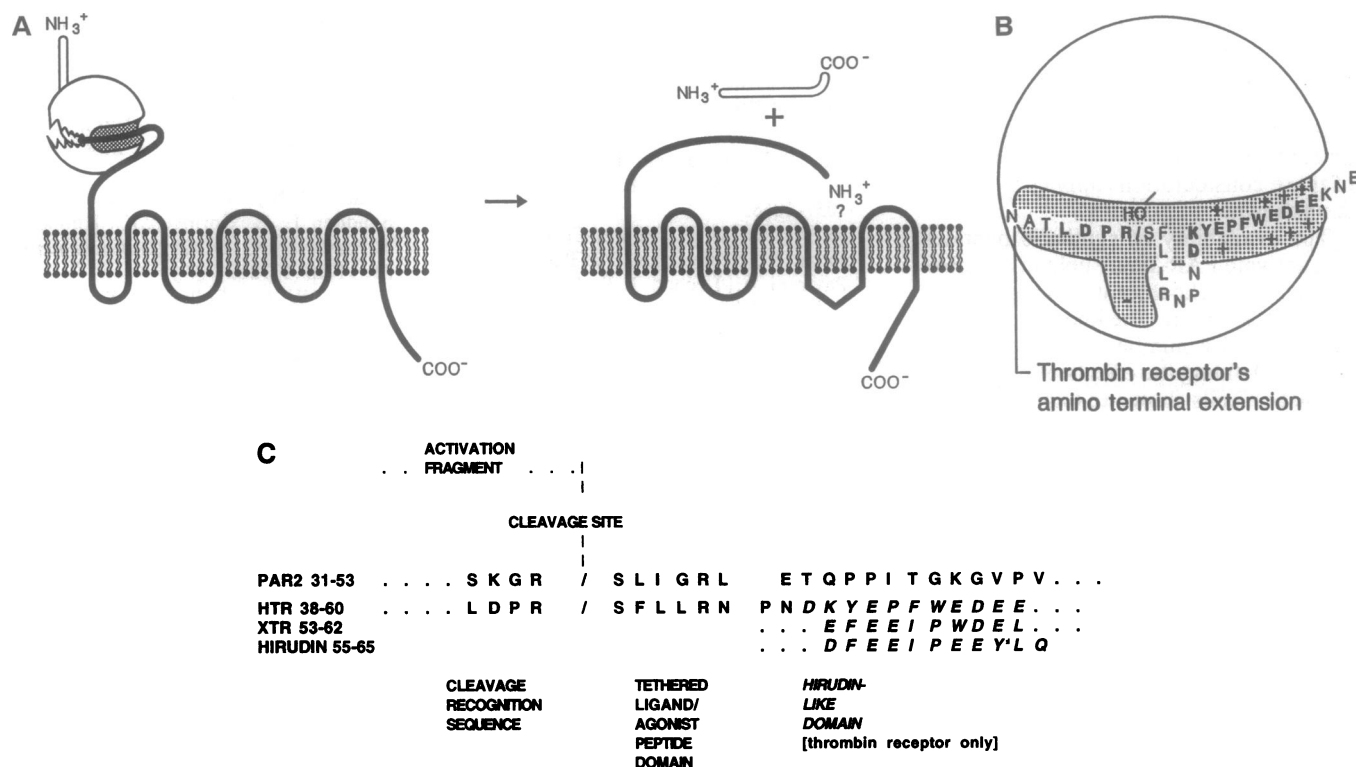 A
NH₃⁺
COO⁻
NH₃⁺
+
NH₃⁺
?
COO⁻
COO⁻
B
HO
N A T L D P R / S F L L R N P N D K Y E P F W E D E E K N E
+ + + + +
+ + + +
-
Thrombin receptor's
amino terminal extension
C
ACTIVATION
. . FRAGMENT . . .
CLEAVAGE SITE
PAR2 31-53 . . . . S K G R / S L I G R L E T Q P P I T G K G V P V . . .
HTR 38-60 . . . . L D P R / S F L L R N P N D K Y E P F W E D E E . . .
XTR 53-62 . . . E F E E I P W D E L . . .
HIRUDIN 55-65 . . . D F E E I P E E Y' L Q
CLEAVAGE
RECOGNITION
SEQUENCE
TETHERED
LIGAND/
AGONIST
PEPTIDE
DOMAIN
HIRUDIN-
LIKE
DOMAIN
[thrombin receptor only]